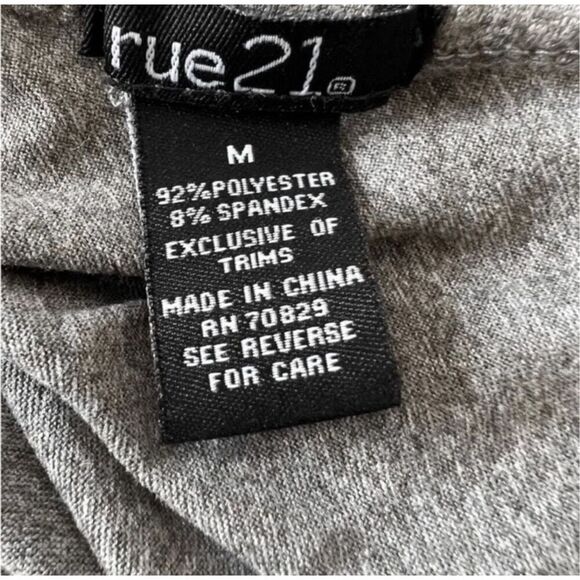 rue21®
M
92%POLYESTER
8% SPANDEX
EXCLUSIVE OF
TRIMS
MADE IN CHINA
RN 70829
SEE REVERSE
FOR CARE